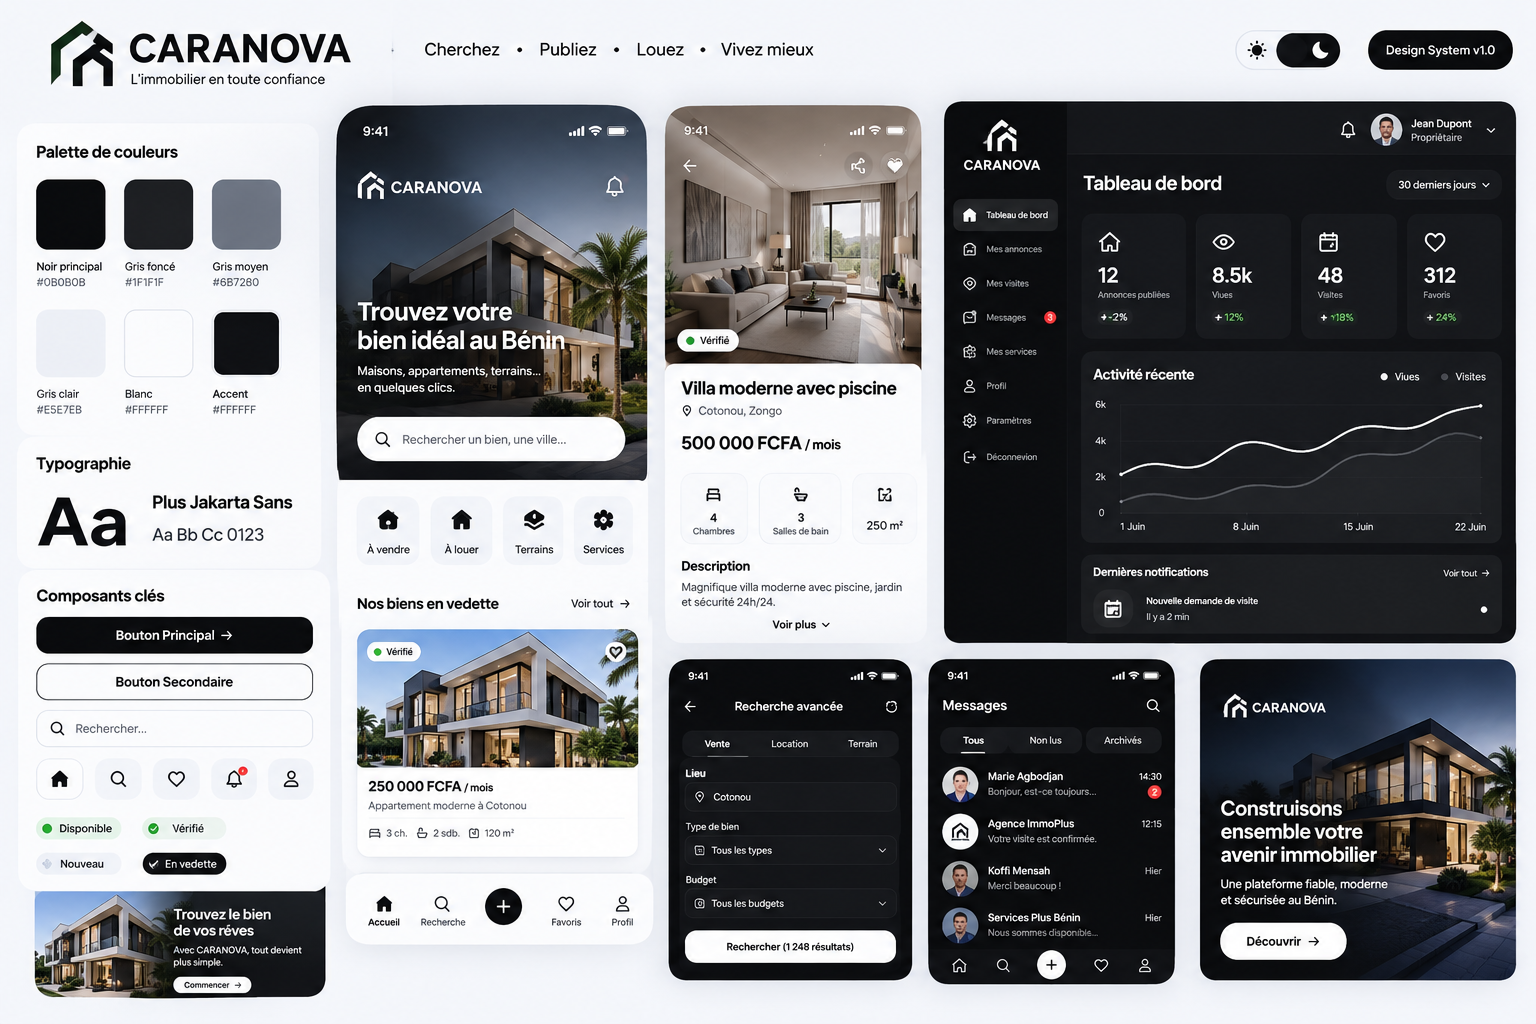 CARANOVA
L'immobilier en toute confiance
Cherchez • Publiez • Louez • Vivez mieux
Design System v1.0
Palette de couleurs
Noir principal
#0B0B0B
Gris foncé
#1F1F1F
Gris moyen
#6B7280
Gris clair
#E5E7EB
Blanc
#FFFFFF
Accent
#FFFFFF
Typographie
Aa
Plus Jakarta Sans
Aa Bb Cc 0123
Composants clés
Bouton Principal →
Bouton Secondaire
Rechercher...
Disponible
Vérifié
Nouveau
En vedette
Trouvez le bien
de vos réves
Avec CARANOVA, tout devient
plus simple.
Commencer →
9:41
CARANOVA
Trouvez votre
bien idéal au Bénin
Maisons, appartements, terrains...
en quelques clics.
Rechercher un bien, une ville...
À vendre
À louer
Terrains
Services
Nos biens en vedette
Voir tout →
Vérifié
250 000 FCFA / mois
Appartement moderne à Cotonou
3 ch.
2 sdb.
120 m²
Accueil
Recherche
Favoris
Profil
9:41
Vérifié
Villa moderne avec piscine
Cotonou, Zongo
500 000 FCFA / mois
4
Chambres
3
Salles de bain
250 m²
Description
Magnifique villa moderne avec piscine, jardin
et sécurité 24h/24.
Voir plus
CARANOVA
Jean Dupont
Propriétaire
Tableau de bord
Mes annonces
Mes visites
Messages
3
Mes services
Profil
Paramètres
Déconnevion
Tableau de bord
30 derniers jours
12
Annonces publiées
8.5k
Viues
+ 12%
48
Visites
312
Favoris
+ 24%
Activité récente
Viues
Visites
6k
4k
2k
0
1 Juin
8 Juin
15 Juin
22 Juin
Dernières notifications
Voir tout →
Nouvelle demande de visite
Il y a 2 min
9:41
Recherche avancée
Vente
Location
Terrain
Lieu
Cotonou
Type de bien
Tous les types
Budget
Tous les budgets
Rechercher (1 248 résultats)
9:41
Messages
Tous
Non lus
Archivés
Marie Agbodjan
14:30
Bonjour, est-ce toujours...
2
Agence ImmoPlus
12:15
Votre visite est confirmée.
Koffi Mensah
Hier
Merci beaucoup !
Services Plus Bénin
Hier
Nous sommes disponible...
CARANOVA
Construisons
ensemble votre
avenir immobilier
Une plateforme fiable, moderne
et sécurisée au Bénin.
Découvrir →